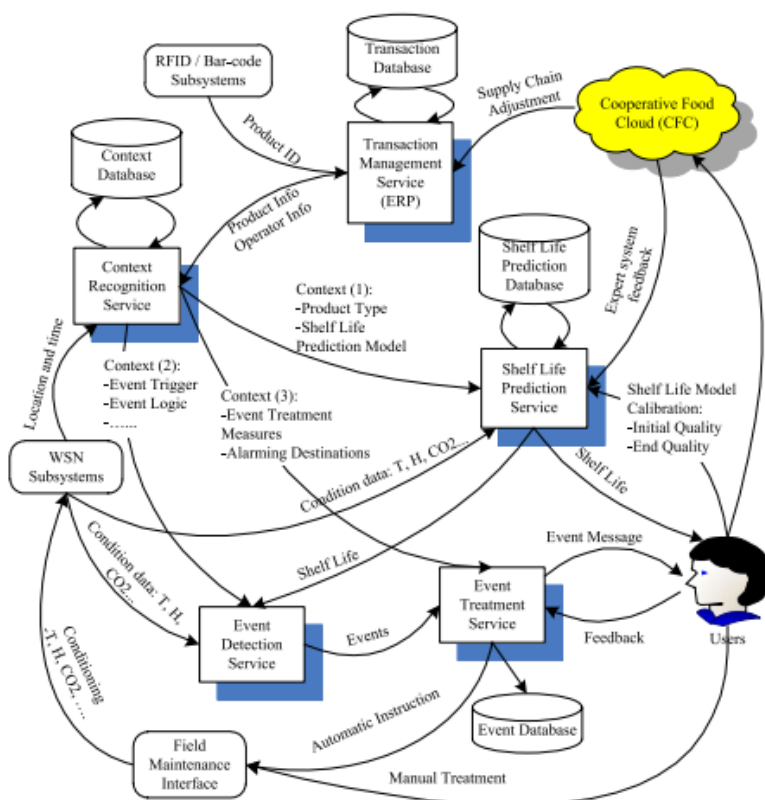 RFID / Bar-code
Subsystems
Transaction
Database
Supply Chain
Adjustment
Cooperative Food
Cloud (CFC)
Context
Database
Product ID
Transaction
Management
Service
(ERP)
Product Info
Operator Info
Shelf Life
Prediction
Database
Expert system
feedback
Context
Recognition
Service
Context (1):
-Product Type
-Shelf Life
Prediction Model
Location and time
Context (2):
-Event Trigger
-Event Logic
-......
Context (3):
-Event Treatment
Measures
-Alarming Destinations
Shelf Life
Prediction
Service
Shelf Life Model
Calibration:
-Initial Quality
-End Quality
WSN
Subsystems
Condition data: T, H, CO2...
Shelf Life
Condition data: T, H,
CO2...
Shelf Life
Event Message
Event
Detection
Service
Events
Event
Treatment
Service
Feedback
Users
Conditioning
-T, H, CO2, ....
Automatic Instruction
Event Database
Field
Maintenance
Interface
Manual Treatment